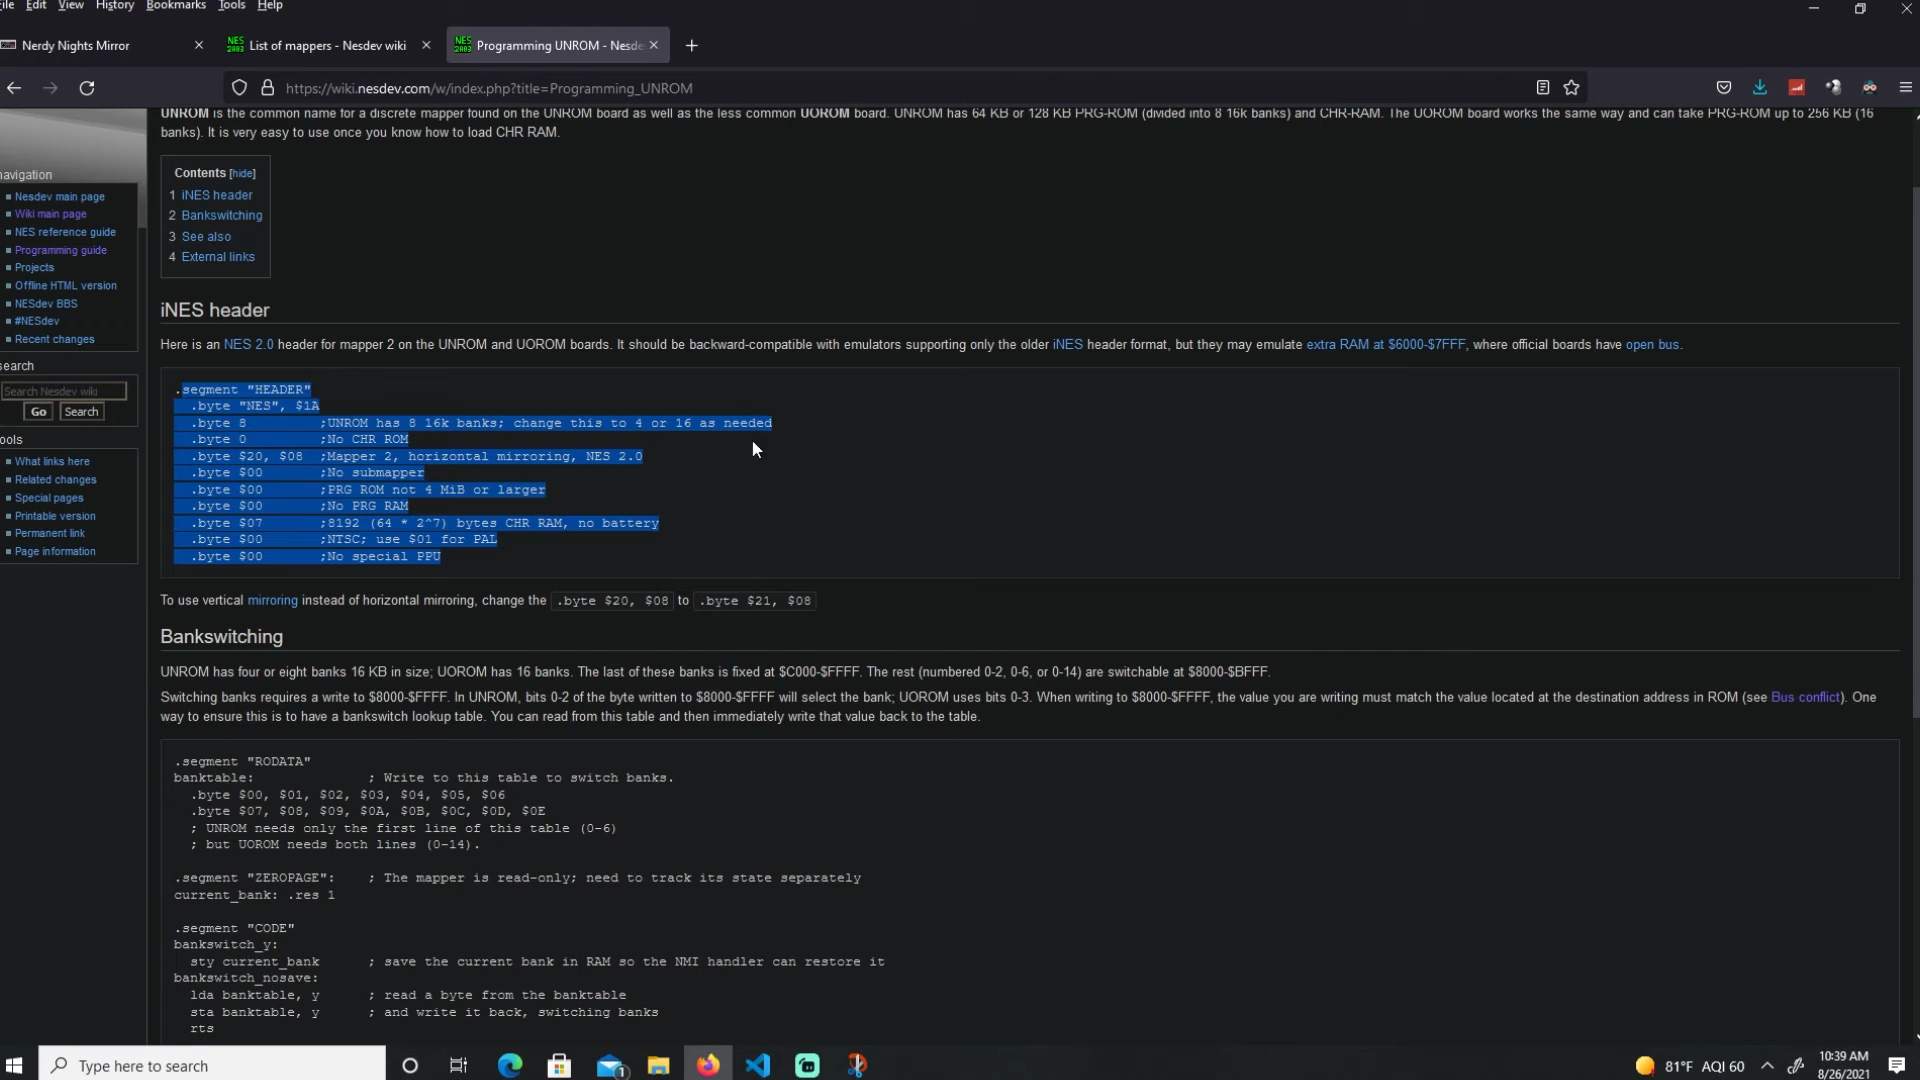 File Edit View History Bookmarks Tools Help
Nerdy Nights Mirror
List of mappers - Nesdev wiki
Programming UNROM - Nesde
https://wiki.nesdev.com/w/index.php?title=Programming_UNROM
UNROM is the common name for a discrete mapper found on the UNROM board as well as the less common UOROM board. UNROM has 64 KB or 128 KB PRG-ROM (divided into 8 16k banks) and CHR-RAM. The UOROM board works the same way and can take PRG-ROM up to 256 KB (16
banks). It is very easy to use once you know how to load CHR RAM.
navigation
Nesdev main page
Wiki main page
NES reference guide
Programming guide
Projects
Offline HTML version
NESdev BBS
#NESdev
Recent changes
search
Search Nesdev wiki
Go Search
tools
What links here
Related changes
Special pages
Printable version
Permanent link
Page information
Contents [hide]
1 iNES header
2 Bankswitching
3 See also
4 External links
iNES header
Here is an NES 2.0 header for mapper 2 on the UNROM and UOROM boards. It should be backward-compatible with emulators supporting only the older iNES header format, but they may emulate extra RAM at $6000-$7FFF, where official boards have open bus.
.segment "HEADER"
.byte "NES", $1A
.byte 8 ;UNROM has 8 16k banks; change this to 4 or 16 as needed
.byte 0 ;No CHR ROM
.byte $20, $08 ;Mapper 2, horizontal mirroring, NES 2.0
.byte $00 ;No submapper
.byte $00 ;PRG ROM not 4 MiB or larger
.byte $00 ;No PRG RAM
.byte $07 ;8192 (64 * 2^7) bytes CHR RAM, no battery
.byte $00 ;NTSC; use $01 for PAL
.byte $00 ;No special PPU
To use vertical mirroring instead of horizontal mirroring, change the .byte $20, $08 to .byte $21, $08
Bankswitching
UNROM has four or eight banks 16 KB in size; UOROM has 16 banks. The last of these banks is fixed at $C000-$FFFF. The rest (numbered 0-2, 0-6, or 0-14) are switchable at $8000-$BFFF.
Switching banks requires a write to $8000-$FFFF. In UNROM, bits 0-2 of the byte written to $8000-$FFFF will select the bank; UOROM uses bits 0-3. When writing to $8000-$FFFF, the value you are writing must match the value located at the destination address in ROM (see Bus conflict). One
way to ensure this is to have a bankswitch lookup table. You can read from this table and then immediately write that value back to the table.
.segment "RODATA"
banktable: ; Write to this table to switch banks.
.byte $00, $01, $02, $03, $04, $05, $06
.byte $07, $08, $09, $0A, $0B, $0C, $0D, $0E
; UNROM needs only the first line of this table (0-6)
; but UOROM needs both lines (0-14).
.segment "ZEROPAGE": ; The mapper is read-only; need to track its state separately
current_bank: .res 1
.segment "CODE"
bankswitch_y:
sty current_bank ; save the current bank in RAM so the NMI handler can restore it
bankswitch_nosave:
lda banktable, y ; read a byte from the banktable
sta banktable, y ; and write it back, switching banks
rts
Type here to search
1
81°F AQI 60
10:39 AM
8/26/2021